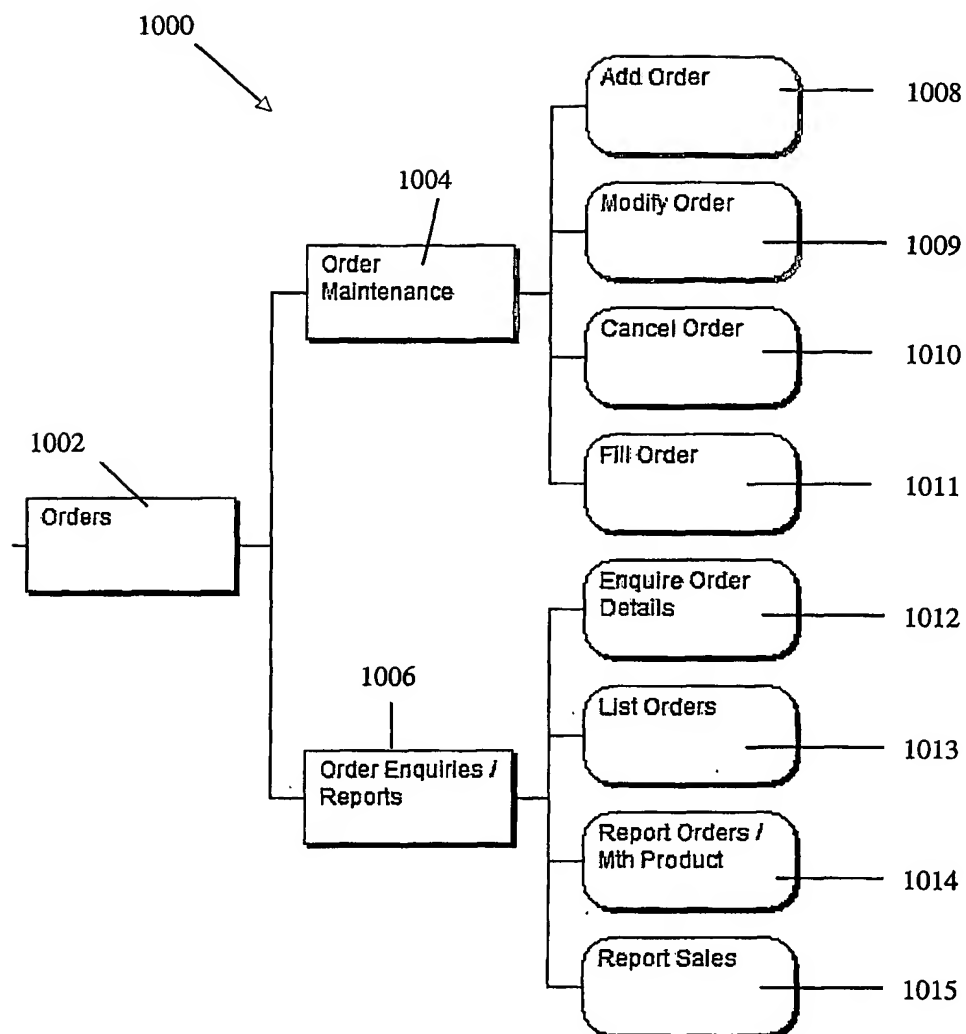 1000
Add Order
1008
1004
Modify Order
1009
Order
Maintenance
Cancel Order
1010
1002
Fill Order
1011
Orders
Enquire Order
Details
1012
1006
List Orders
1013
Order Enquiries /
Reports
Report Orders /
Mth Product
1014
Report Sales
1015